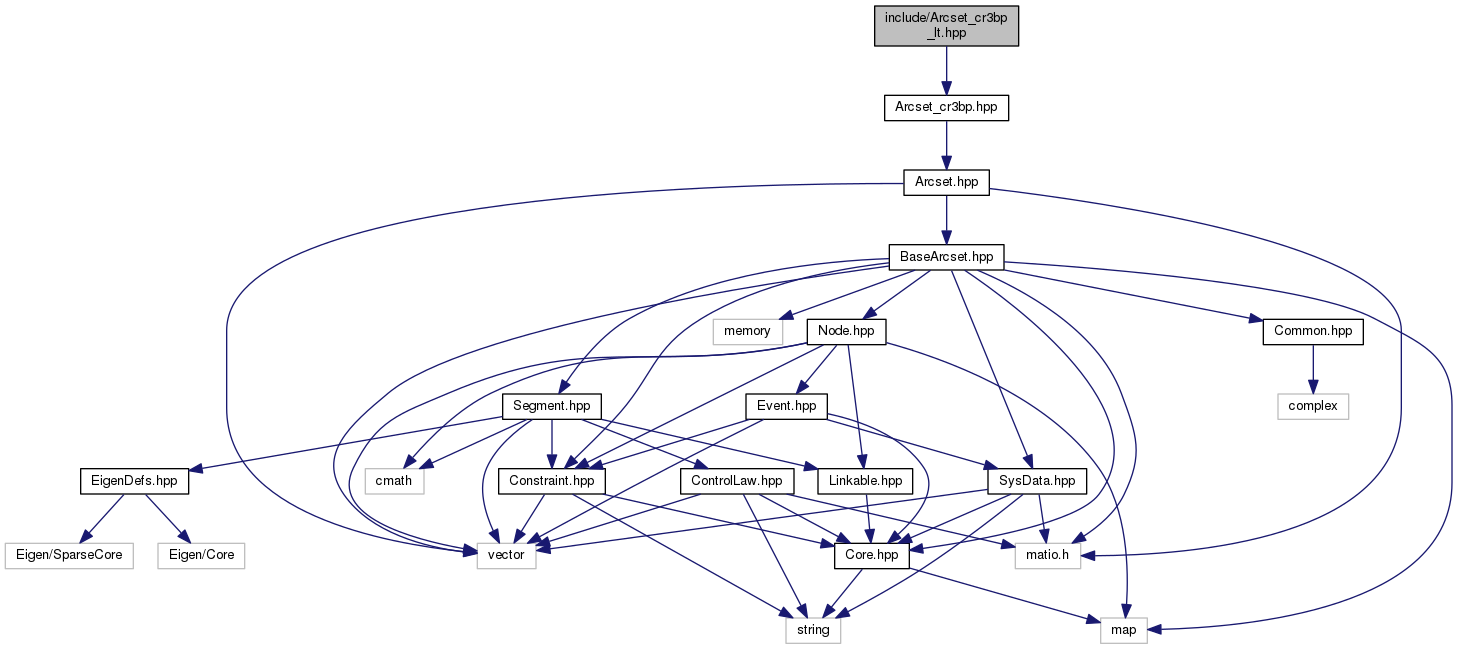 include/Arcset_cr3bp
_lt.hpp
Arcset_cr3bp.hpp
Arcset.hpp
BaseArcset.hpp
memory
Node.hpp
Common.hpp
Segment.hpp
Event.hpp
complex
EigenDefs.hpp
cmath
Constraint.hpp
ControlLaw.hpp
Linkable.hpp
SysData.hpp
Eigen/SparseCore
Eigen/Core
vector
Core.hpp
matio.h
string
map